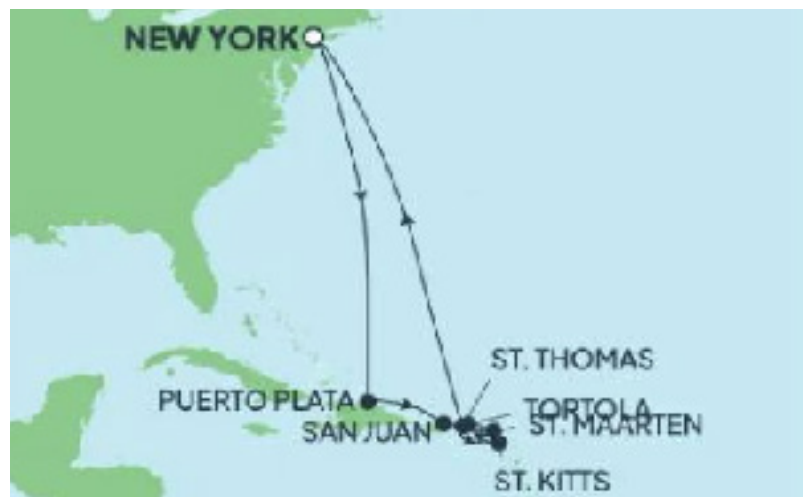 NEW YORK
ST. THOMAS
PUERTO PLATA
TORTOLA
SAN JUAN
ST. MAARTEN
ST. KITTS